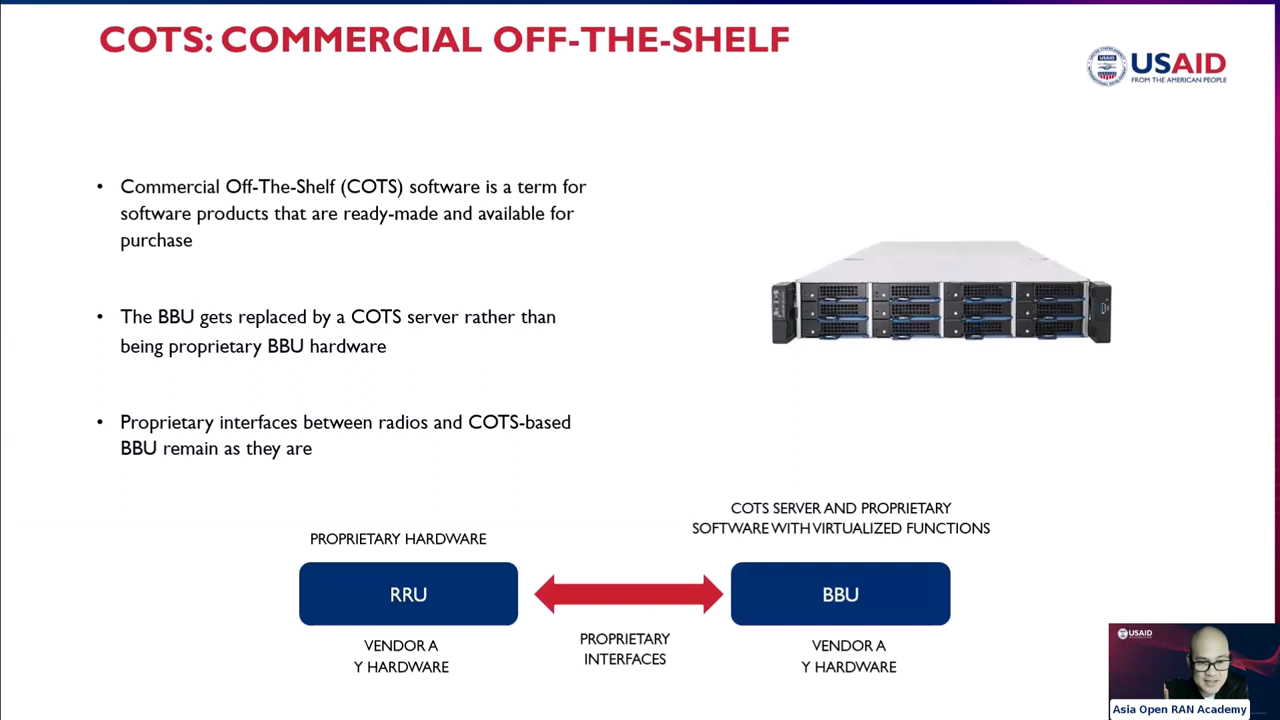 COTS: COMMERCIAL OFF-THE-SHELF
USAID
FROM THE AMERICAN PEOPLE
• Commercial Off-The-Shelf (COTS) software is a term for
software products that are ready-made and available for
purchase
• The BBU gets replaced by a COTS server rather than
being proprietary BBU hardware
• Proprietary interfaces between radios and COTS-based
BBU remain as they are
COTS SERVER AND PROPRIETARY
SOFTWARE WITH VIRTUALIZED FUNCTIONS
PROPRIETARY HARDWARE
RRU
BBU
PROPRIETARY
INTERFACES
VENDOR A
Y HARDWARE
VENDOR A
Y HARDWARE
USAID
Asia Open RAN Academy